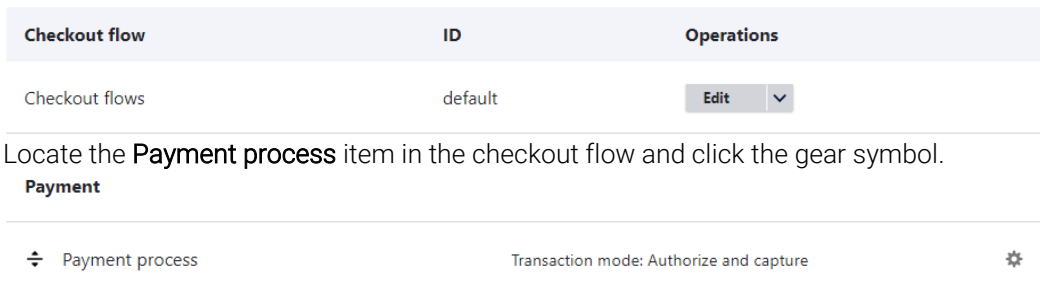 Checkout flow ID Operations
Checkout flows default Edit
Locate the Payment process item in the checkout flow and click the gear symbol.
Payment
Payment process Transaction mode: Authorize and capture